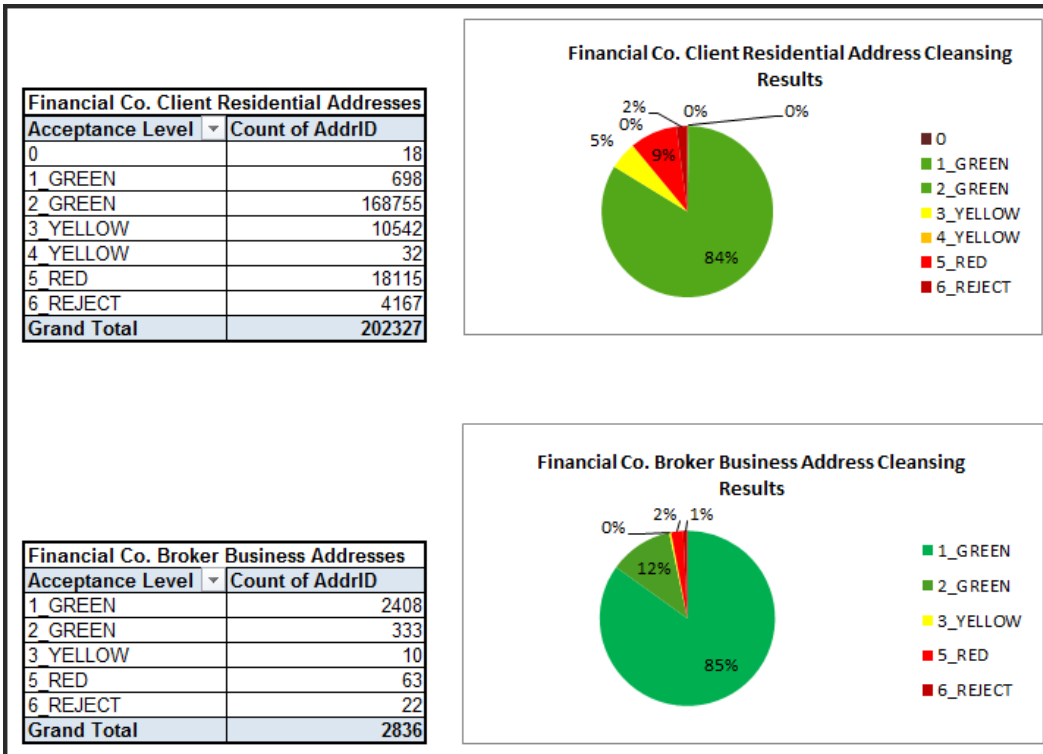 Financial Co. Client Residential Address Cleansing
Results
Financial Co. Client Residential Addresses
Acceptance Level Count of AddrID
0 18
1_GREEN 698
2_GREEN 168755
3_YELLOW 10542
4_YELLOW 32
5_RED 18115
6_REJECT 4167
Grand Total 202327
2% 0% 0%
0%
5% 9%
84%
0
1_GREEN
2_GREEN
3_YELLOW
4_YELLOW
5_RED
6_REJECT
Financial Co. Broker Business Address Cleansing
Results
Financial Co. Broker Business Addresses
Acceptance Level Count of AddrID
1_GREEN 2408
2_GREEN 333
3_YELLOW 10
5_RED 63
6_REJECT 22
Grand Total 2836
0% 2% 1%
12%
85%
1_GREEN
2_GREEN
3_YELLOW
5_RED
6_REJECT